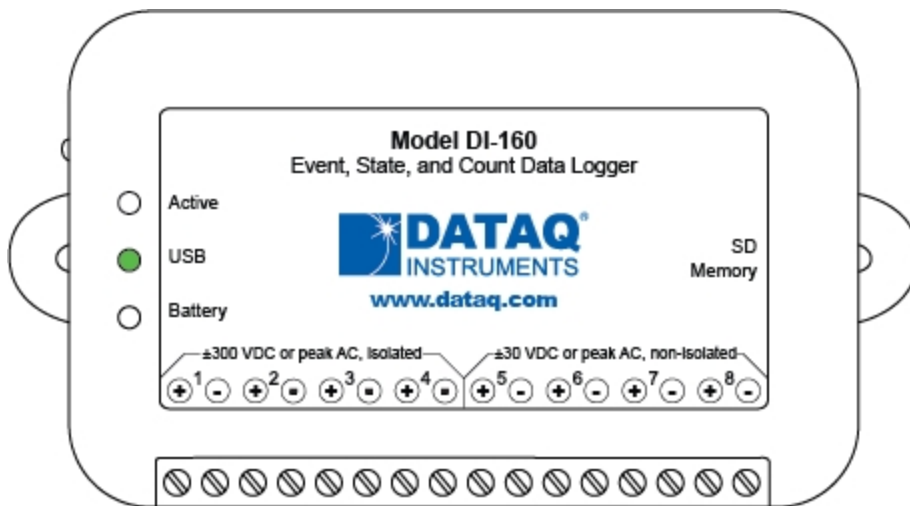 Model DI-160
Event, State, and Count Data Logger
Active
USB
Battery
DATAQ®
INSTRUMENTS
www.dataq.com
SD
Memory
±300 VDC or peak AC, Isolated
±30 VDC or peak AC, non-Isolated
+ 1 - + 2 - + 3 - + 4 - + 5 - + 6 - + 7 - + 8 -